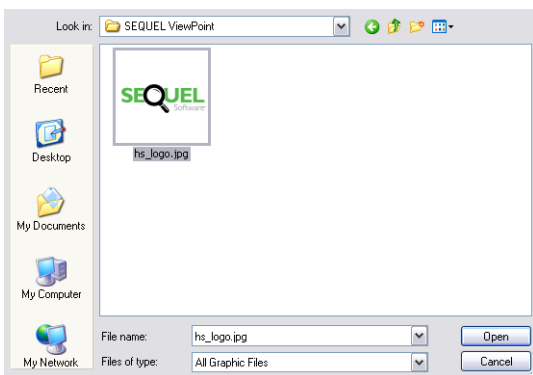 Look in: SEQUEL ViewPoint
Recent
Desktop
My Documents
My Computer
My Network
SEQUEL
Software
hs_logo.jpg
File name: hs_logo.jpg Open
Files of type: All Graphic Files Cancel